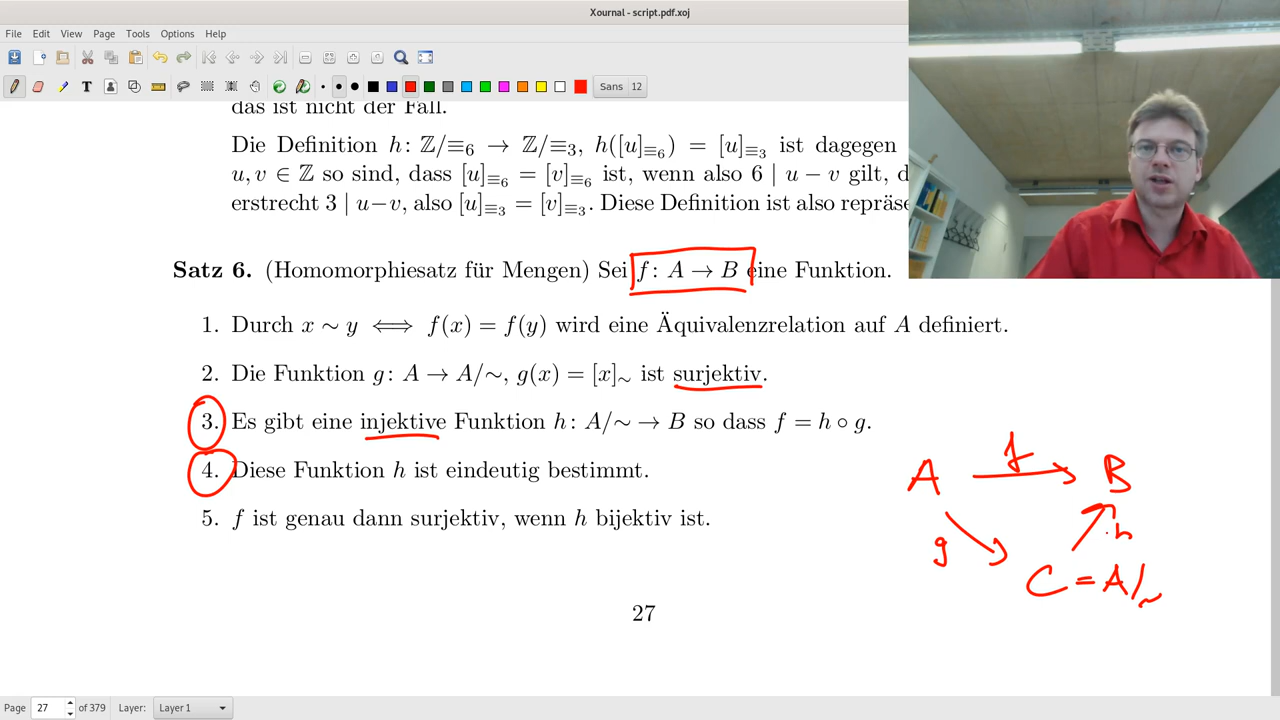 Xournal - script.pdf.xoj
File Edit View Page Tools Options Help
T Sans 12
das ist nicht der Fall.
Die Definition h: ℤ/≡₆ → ℤ/≡₃, h([u]≡₆) = [u]≡₃ ist dagegen
u, v ∈ ℤ so sind, dass [u]≡₆ = [v]≡₆ ist, wenn also 6 | u − v gilt, d
erstrecht 3 | u−v, also [u]≡₃ = [v]≡₃. Diese Definition ist also repräse
Satz 6. (Homomorphiesatz für Mengen) Sei f: A → B eine Funktion.
1. Durch x ∼ y ⟺ f(x) = f(y) wird eine Äquivalenzrelation auf A definiert.
2. Die Funktion g: A → A/∼, g(x) = [x]∼ ist surjektiv.
3. Es gibt eine injektive Funktion h: A/∼ → B so dass f = h ∘ g.
4. Diese Funktion h ist eindeutig bestimmt.
5. f ist genau dann surjektiv, wenn h bijektiv ist.
f
A → B
g h
C = A/∼
27
Page 27 of 379 Layer: Layer 1